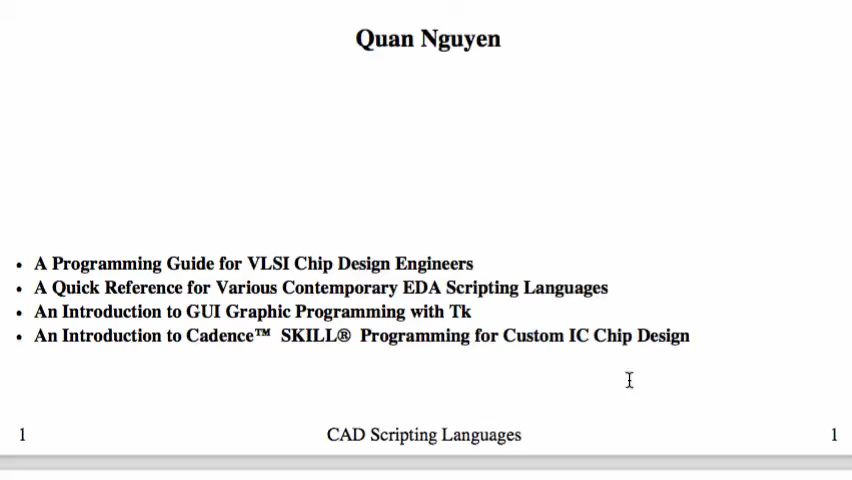 Quan Nguyen
• A Programming Guide for VLSI Chip Design Engineers
• A Quick Reference for Various Contemporary EDA Scripting Languages
• An Introduction to GUI Graphic Programming with Tk
• An Introduction to Cadence™ SKILL® Programming for Custom IC Chip Design
1 CAD Scripting Languages 1